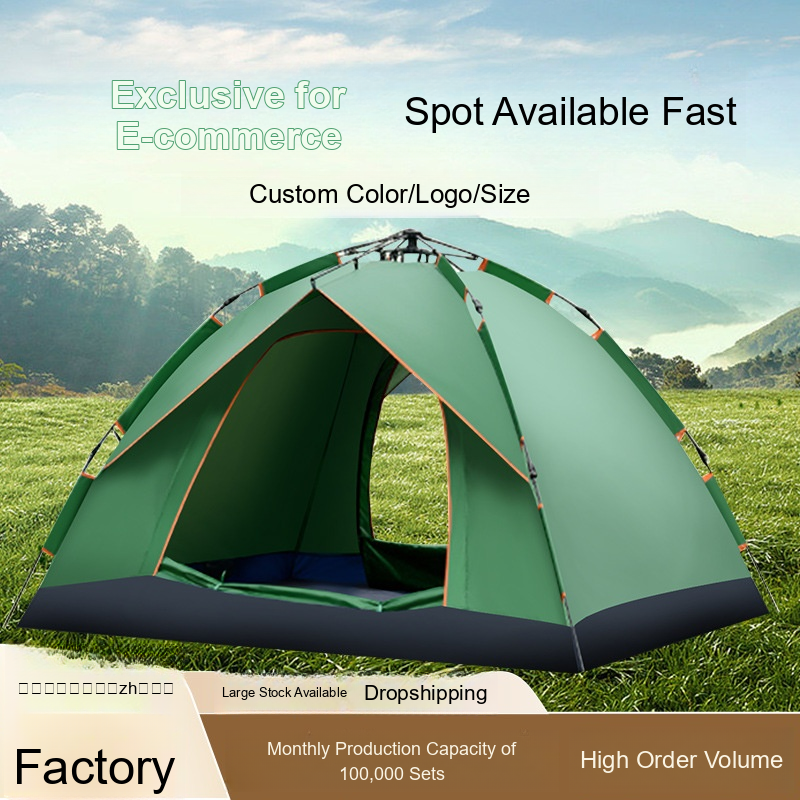 Exclusive for
E-commerce
Spot Available Fast
Custom Color/Logo/Size
zh
Large Stock Available
Dropshipping
Factory
Monthly Production Capacity of
100,000 Sets
High Order Volume